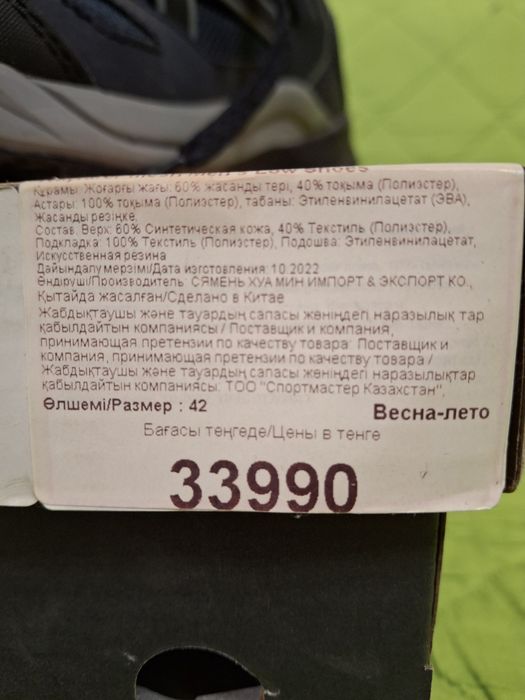 Low Shoes
Құрамы: Жоғарғы жағы: 60% жасанды тері, 40% тоқыма (Полиэстер),
Астары: 100% тоқыма (Полиэстер), табаны: Этиленвинилацетат (ЭВА),
Жасанды резіңке,
Состав: Верх: 60% Синтетическая кожа, 40% Текстиль (Полиэстер),
Подкладка: 100% Текстиль (Полиэстер), Подошва: Этиленвинилацетат,
Искусственная резина
Дайындалу мерзімі/Дата изготовления: 10.2022
Өндіруші/Производитель: СЯМЕНЬ ХУА МИН ИМПОРТ & ЭКСПОРТ КО.,
Қытайда жасалған/Сделано в Китае
Жабдықтаушы және тауардың сапасы жөніндегі наразылық тар
қабылдайтын компаниясы / Поставщик и компания,
принимающая претензии по качеству товара: Поставщик и
компания, принимающая претензии по качеству товара /
Жабдықтаушы және тауардың сапасы жөніндегі наразылықтар
қабылдайтын компаниясы: ТОО "Спортмастер Казахстан",
Өлшемі/Размер : 42
Весна-лето
Бағасы теңгеде/Цены в тенге
33990